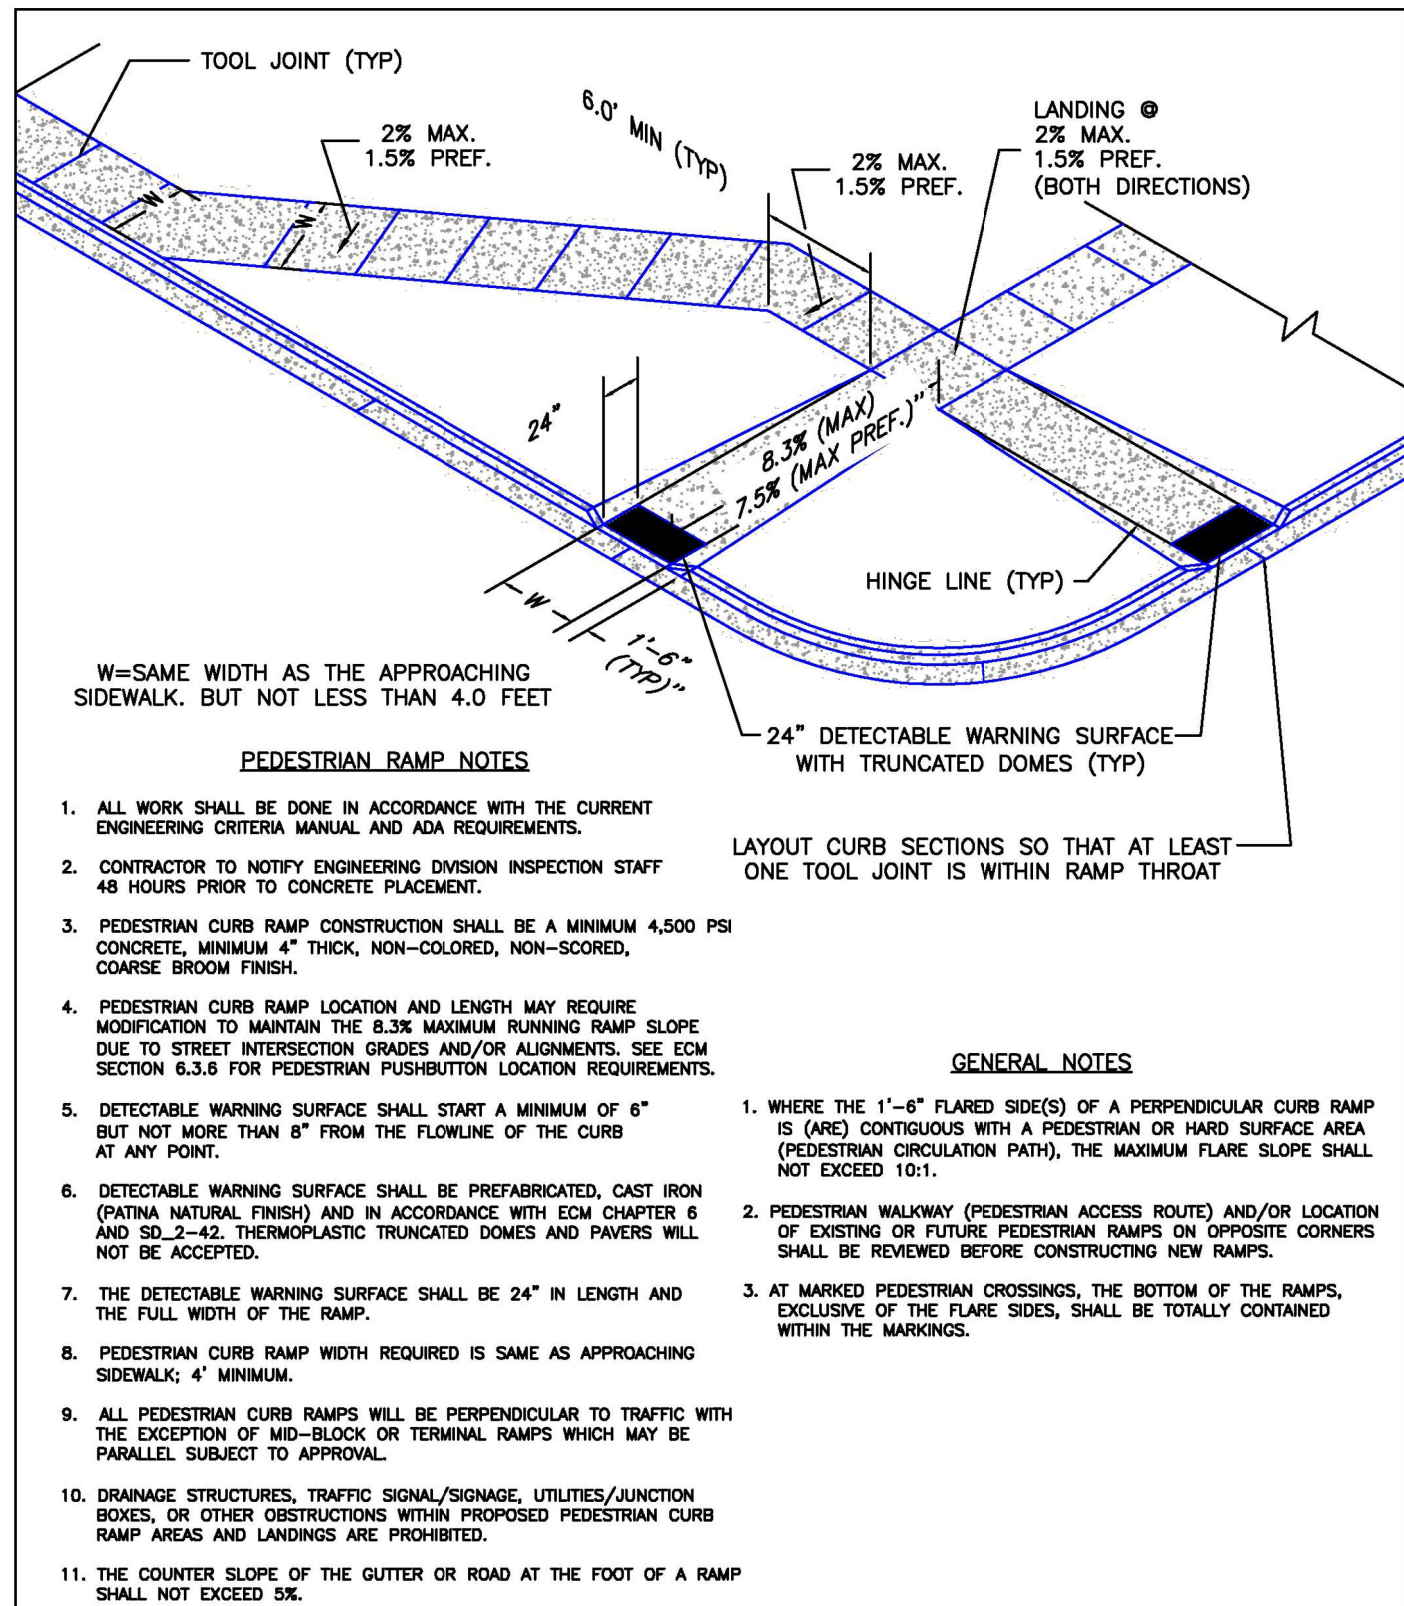 TOOL JOINT (TYP)
2% MAX.
1.5% PREF.
6.0' MIN (TYP)
2% MAX.
1.5% PREF.
LANDING @
2% MAX.
1.5% PREF.
(BOTH DIRECTIONS)
W
W
24"
8.3% (MAX)
7.5% (MAX PREF.)"
HINGE LINE (TYP)
W
1'-6"
(TYP)"
W=SAME WIDTH AS THE APPROACHING
SIDEWALK. BUT NOT LESS THAN 4.0 FEET
24" DETECTABLE WARNING SURFACE
WITH TRUNCATED DOMES (TYP)
LAYOUT CURB SECTIONS SO THAT AT LEAST
ONE TOOL JOINT IS WITHIN RAMP THROAT
PEDESTRIAN RAMP NOTES
1. ALL WORK SHALL BE DONE IN ACCORDANCE WITH THE CURRENT
ENGINEERING CRITERIA MANUAL AND ADA REQUIREMENTS.
2. CONTRACTOR TO NOTIFY ENGINEERING DIVISION INSPECTION STAFF
48 HOURS PRIOR TO CONCRETE PLACEMENT.
3. PEDESTRIAN CURB RAMP CONSTRUCTION SHALL BE A MINIMUM 4,500 PSI
CONCRETE, MINIMUM 4" THICK, NON-COLORED, NON-SCORED,
COARSE BROOM FINISH.
4. PEDESTRIAN CURB RAMP LOCATION AND LENGTH MAY REQUIRE
MODIFICATION TO MAINTAIN THE 8.3% MAXIMUM RUNNING RAMP SLOPE
DUE TO STREET INTERSECTION GRADES AND/OR ALIGNMENTS. SEE ECM
SECTION 6.3.6 FOR PEDESTRIAN PUSHBUTTON LOCATION REQUIREMENTS.
5. DETECTABLE WARNING SURFACE SHALL START A MINIMUM OF 6"
BUT NOT MORE THAN 8" FROM THE FLOWLINE OF THE CURB
AT ANY POINT.
6. DETECTABLE WARNING SURFACE SHALL BE PREFABRICATED, CAST IRON
(PATINA NATURAL FINISH) AND IN ACCORDANCE WITH ECM CHAPTER 6
AND SD_2-42. THERMOPLASTIC TRUNCATED DOMES AND PAVERS WILL
NOT BE ACCEPTED.
7. THE DETECTABLE WARNING SURFACE SHALL BE 24" IN LENGTH AND
THE FULL WIDTH OF THE RAMP.
8. PEDESTRIAN CURB RAMP WIDTH REQUIRED IS SAME AS APPROACHING
SIDEWALK; 4' MINIMUM.
9. ALL PEDESTRIAN CURB RAMPS WILL BE PERPENDICULAR TO TRAFFIC WITH
THE EXCEPTION OF MID-BLOCK OR TERMINAL RAMPS WHICH MAY BE
PARALLEL SUBJECT TO APPROVAL.
10. DRAINAGE STRUCTURES, TRAFFIC SIGNAL/SIGNAGE, UTILITIES/JUNCTION
BOXES, OR OTHER OBSTRUCTIONS WITHIN PROPOSED PEDESTRIAN CURB
RAMP AREAS AND LANDINGS ARE PROHIBITED.
11. THE COUNTER SLOPE OF THE GUTTER OR ROAD AT THE FOOT OF A RAMP
SHALL NOT EXCEED 5%.
GENERAL NOTES
1. WHERE THE 1'-6" FLARED SIDE(S) OF A PERPENDICULAR CURB RAMP
IS (ARE) CONTIGUOUS WITH A PEDESTRIAN OR HARD SURFACE AREA
(PEDESTRIAN CIRCULATION PATH), THE MAXIMUM FLARE SLOPE SHALL
NOT EXCEED 10:1.
2. PEDESTRIAN WALKWAY (PEDESTRIAN ACCESS ROUTE) AND/OR LOCATION
OF EXISTING OR FUTURE PEDESTRIAN RAMPS ON OPPOSITE CORNERS
SHALL BE REVIEWED BEFORE CONSTRUCTING NEW RAMPS.
3. AT MARKED PEDESTRIAN CROSSINGS, THE BOTTOM OF THE RAMPS,
EXCLUSIVE OF THE FLARE SIDES, SHALL BE TOTALLY CONTAINED
WITHIN THE MARKINGS.